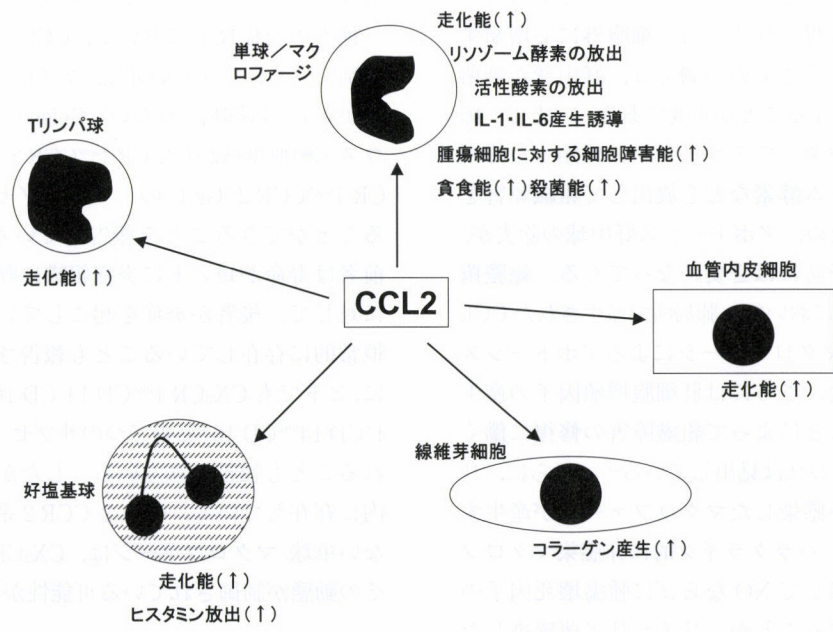 走化能(↑)
単球／マク
ロファージ
リソゾーム酵素の放出
活性酸素の放出
IL-1・IL-6産生誘導
腫瘍細胞に対する細胞障害能(↑)
貪食能(↑)殺菌能(↑)
Tリンパ球
走化能(↑)
CCL2
血管内皮細胞
走化能(↑)
好塩基球
走化能(↑)
ヒスタミン放出(↑)
線維芽細胞
コラーゲン産生(↑)